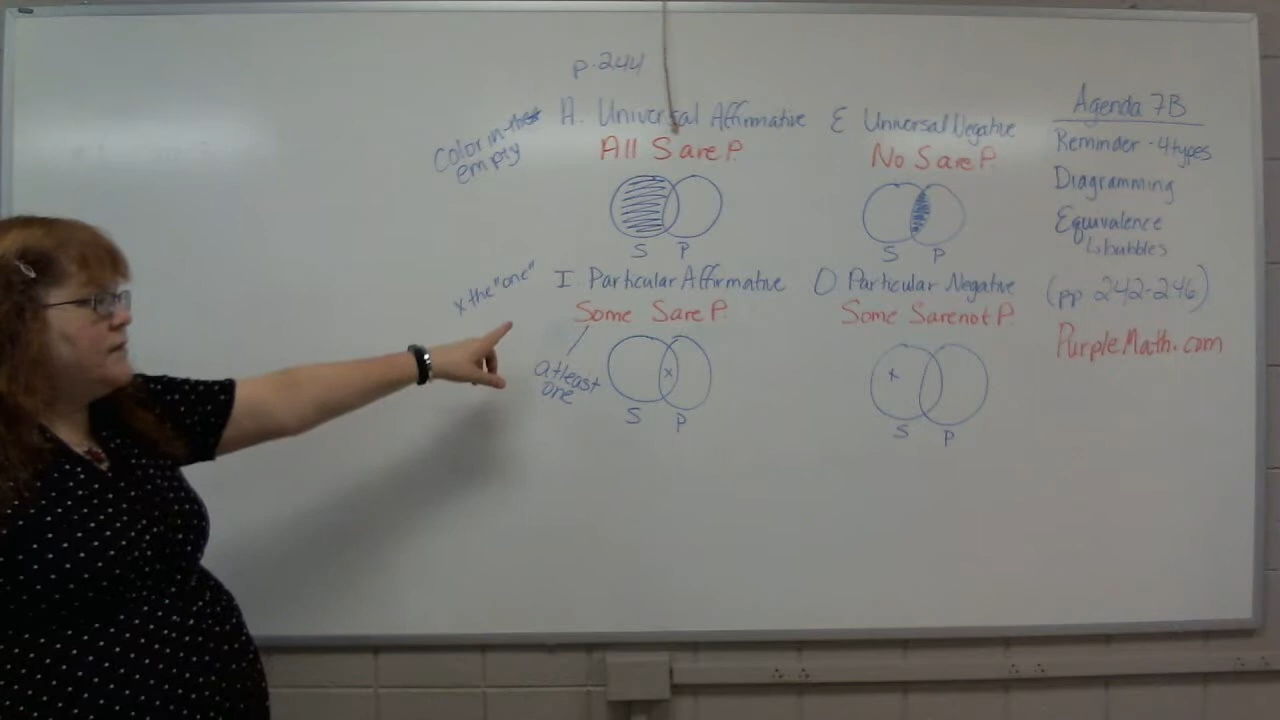 p. 244
Color in the empty
A. Universal Affirmative
All S are P.
S P
E Universal Negative
No S are P.
S P
x the "one"
I. Particular Affirmative
Some S are P.
at least
one
x
S P
O Particular Negative
Some S are not P.
x
S P
Agenda 7B
Reminder - 4 types
Diagramming
Equivalence
↳ bubbles
(pp 242-246)
PurpleMath.com